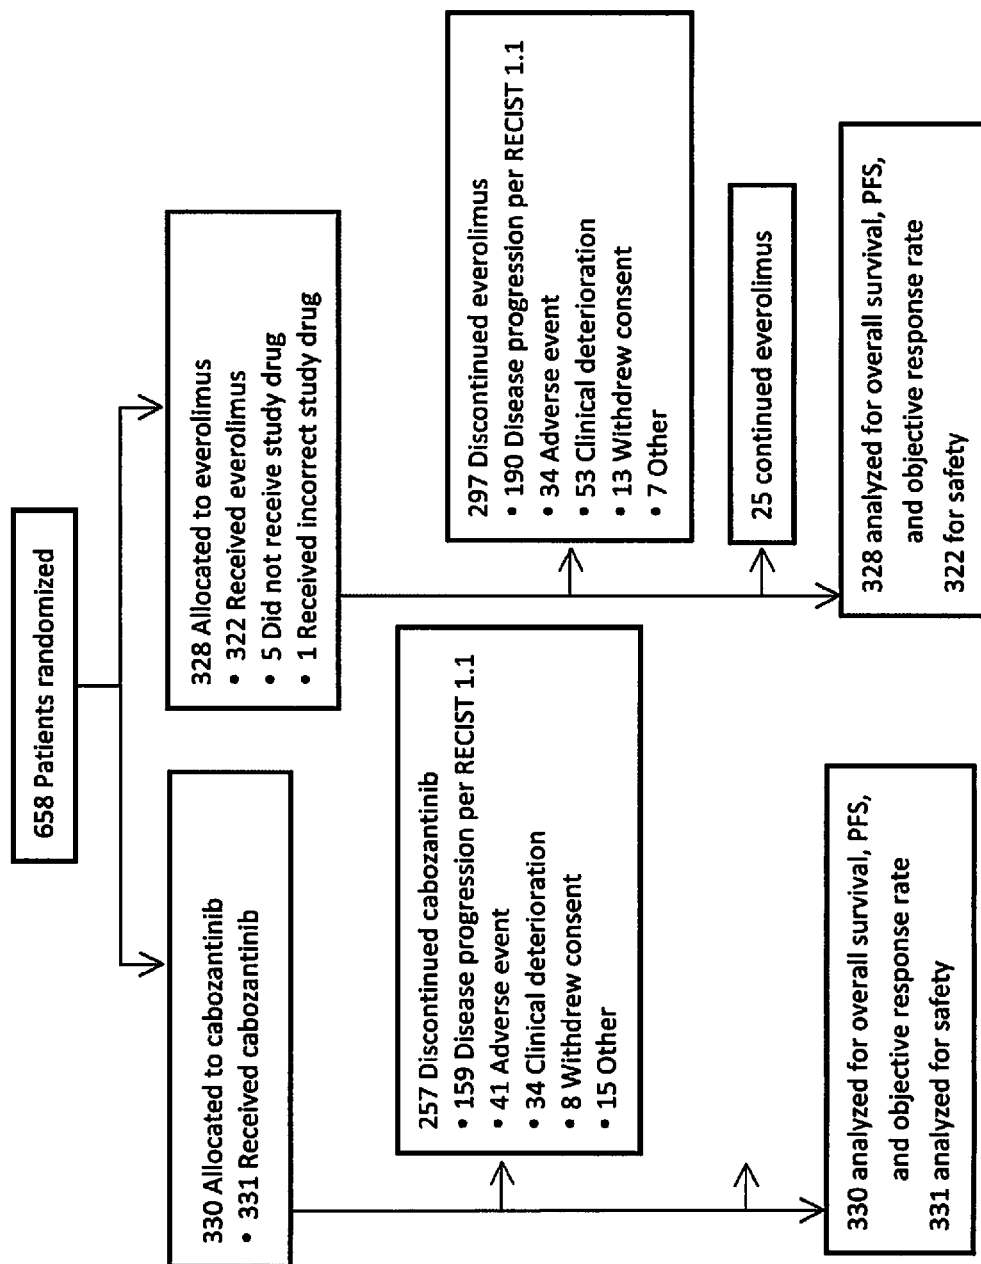 658 Patients randomized
330 Allocated to cabozantinib
• 331 Received cabozantinib
328 Allocated to everolimus
• 322 Received everolimus
• 5 Did not receive study drug
• 1 Received incorrect study drug
257 Discontinued cabozantinib
• 159 Disease progression per RECIST 1.1
• 41 Adverse event
• 34 Clinical deterioration
• 8 Withdrew consent
• 15 Other
297 Discontinued everolimus
• 190 Disease progression per RECIST 1.1
• 34 Adverse event
• 53 Clinical deterioration
• 13 Withdrew consent
• 7 Other
25 continued everolimus
330 analyzed for overall survival, PFS,
and objective response rate
331 analyzed for safety
328 analyzed for overall survival, PFS,
and objective response rate
322 for safety